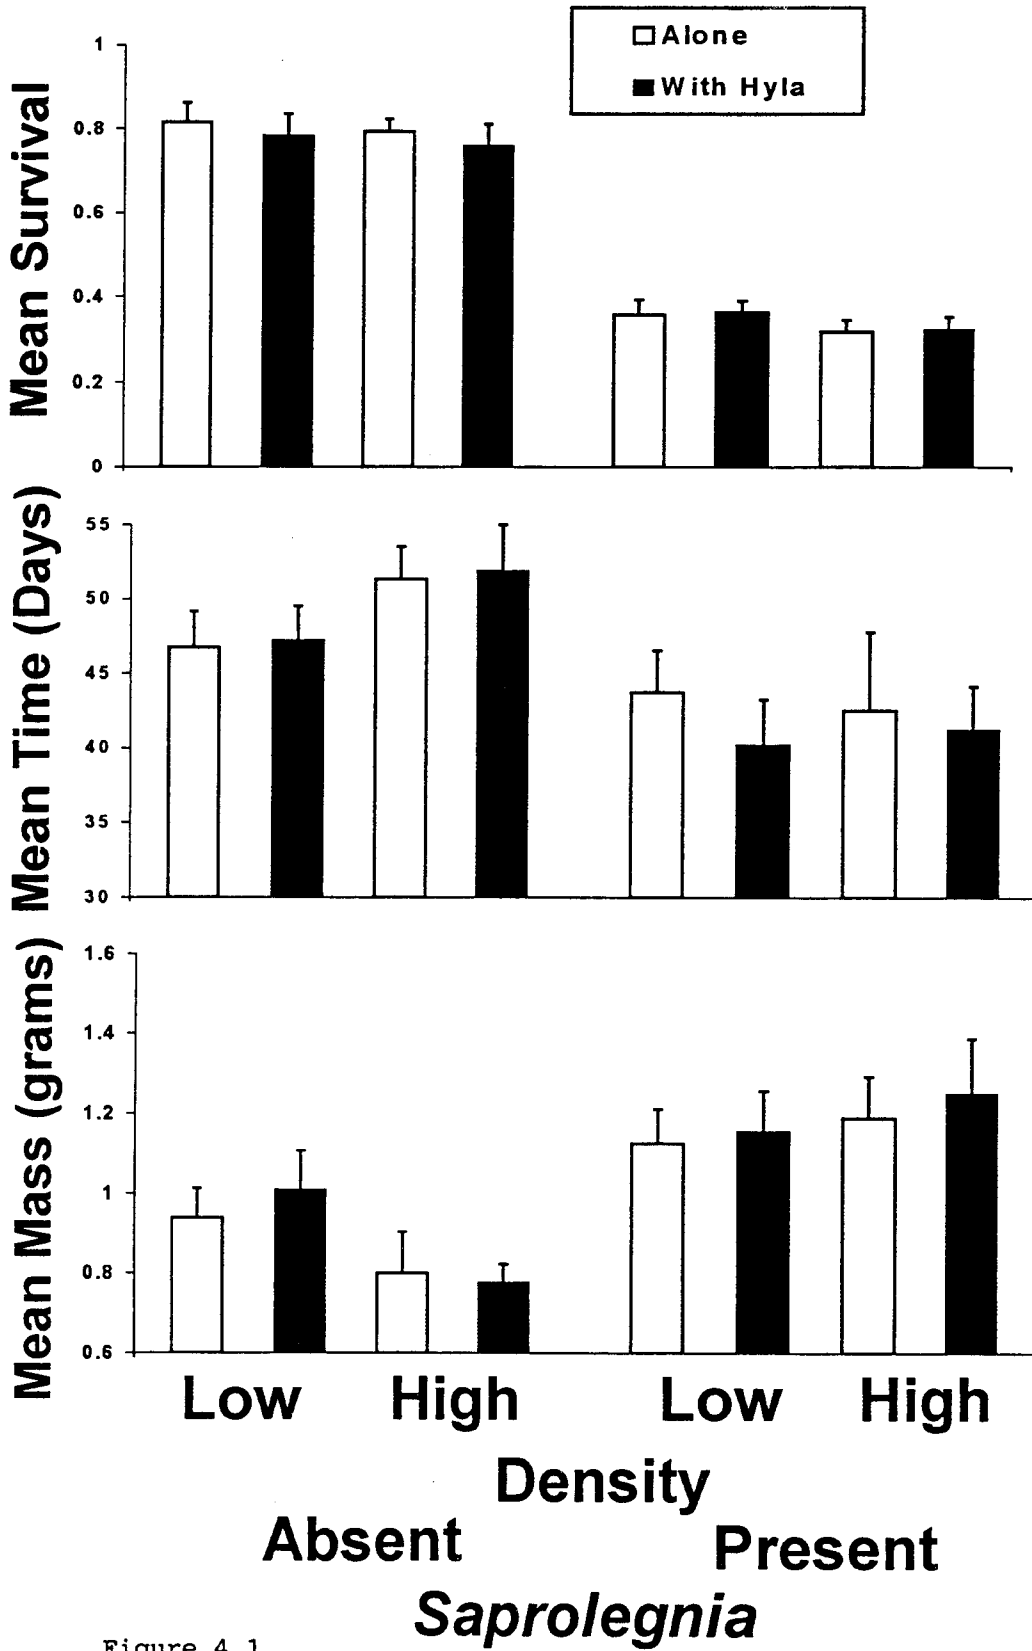 Alone
With Hyla
Mean Survival
1
0.8
0.6
0.4
0.2
0
Mean Time (Days)
55
50
45
40
35
30
Mean Mass (grams)
1.6
1.4
1.2
1
0.8
0.6
Low High Low High
Density
Absent Present
Saprolegnia
Figure 4.1